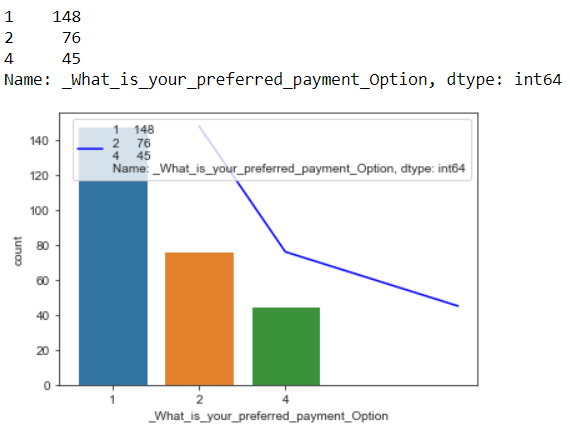 1 148
2 76
4 45
Name: _What_is_your_preferred_payment_Option, dtype: int64
1 148
2 76
4 45
Name: _What_is_your_preferred_payment_Option, dtype: int64
140
120
100
80
60
40
20
0
count
1 2 4
_What_is_your_preferred_payment_Option